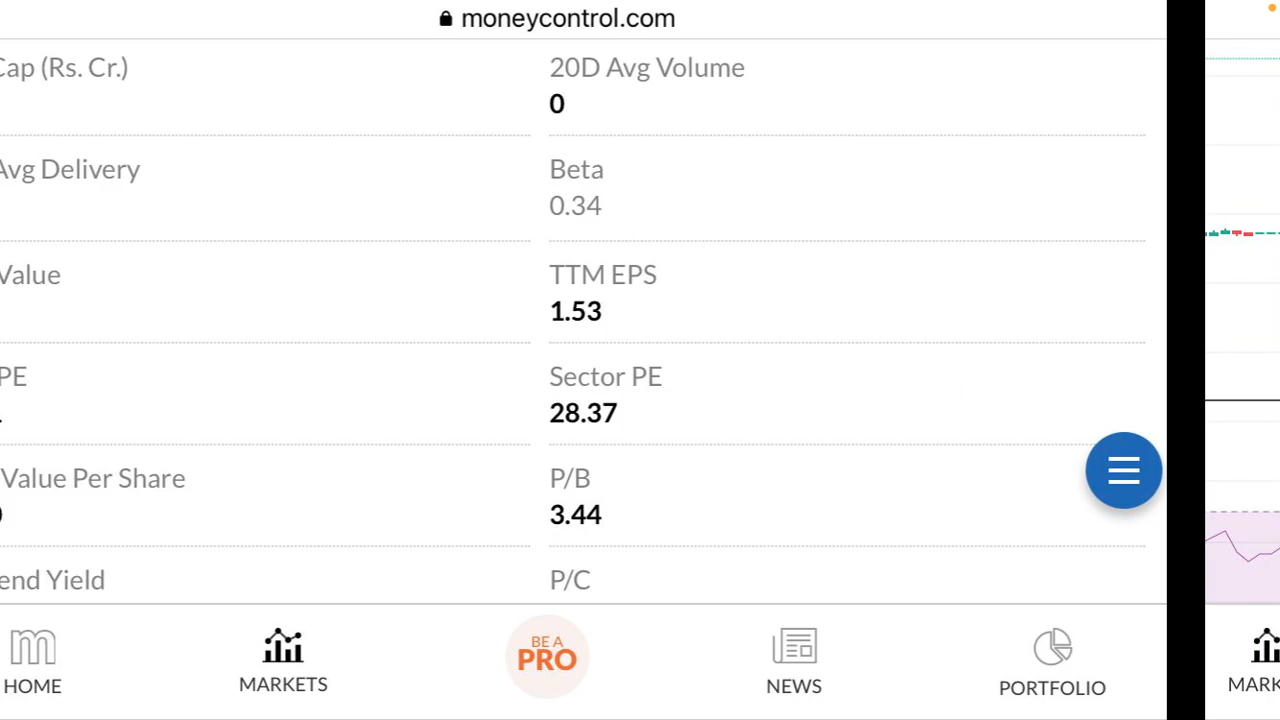 moneycontrol.com
Cap (Rs. Cr.)
20D Avg Volume
0
Avg Delivery
Beta
0.34
Value
TTM EPS
1.53
PE
Sector PE
28.37
Value Per Share
P/B
3.44
end Yield
P/C
BE A
PRO
HOME
MARKETS
NEWS
PORTFOLIO
MARK